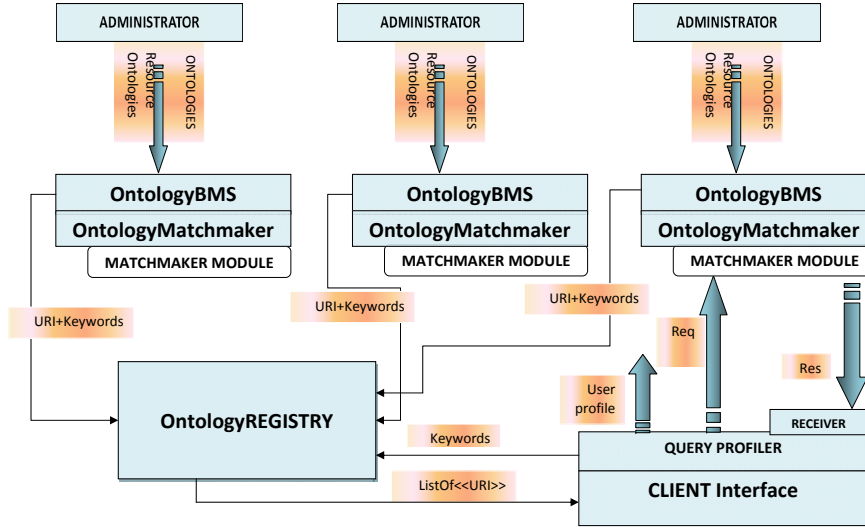 ADMINISTRATOR
ADMINISTRATOR
ADMINISTRATOR
ONTOLOGIES
Resource
Ontologies
ONTOLOGIES
Resource
Ontologies
ONTOLOGIES
Resource
Ontologies
OntologyBMS
OntologyBMS
OntologyBMS
OntologyMatchmaker
OntologyMatchmaker
OntologyMatchmaker
MATCHMAKER MODULE
MATCHMAKER MODULE
MATCHMAKER MODULE
URI+Keywords
URI+Keywords
URI+Keywords
Req
Res
User
profile
OntologyREGISTRY
RECEIVER
Keywords
QUERY PROFILER
ListOf<<URI>>
CLIENT Interface